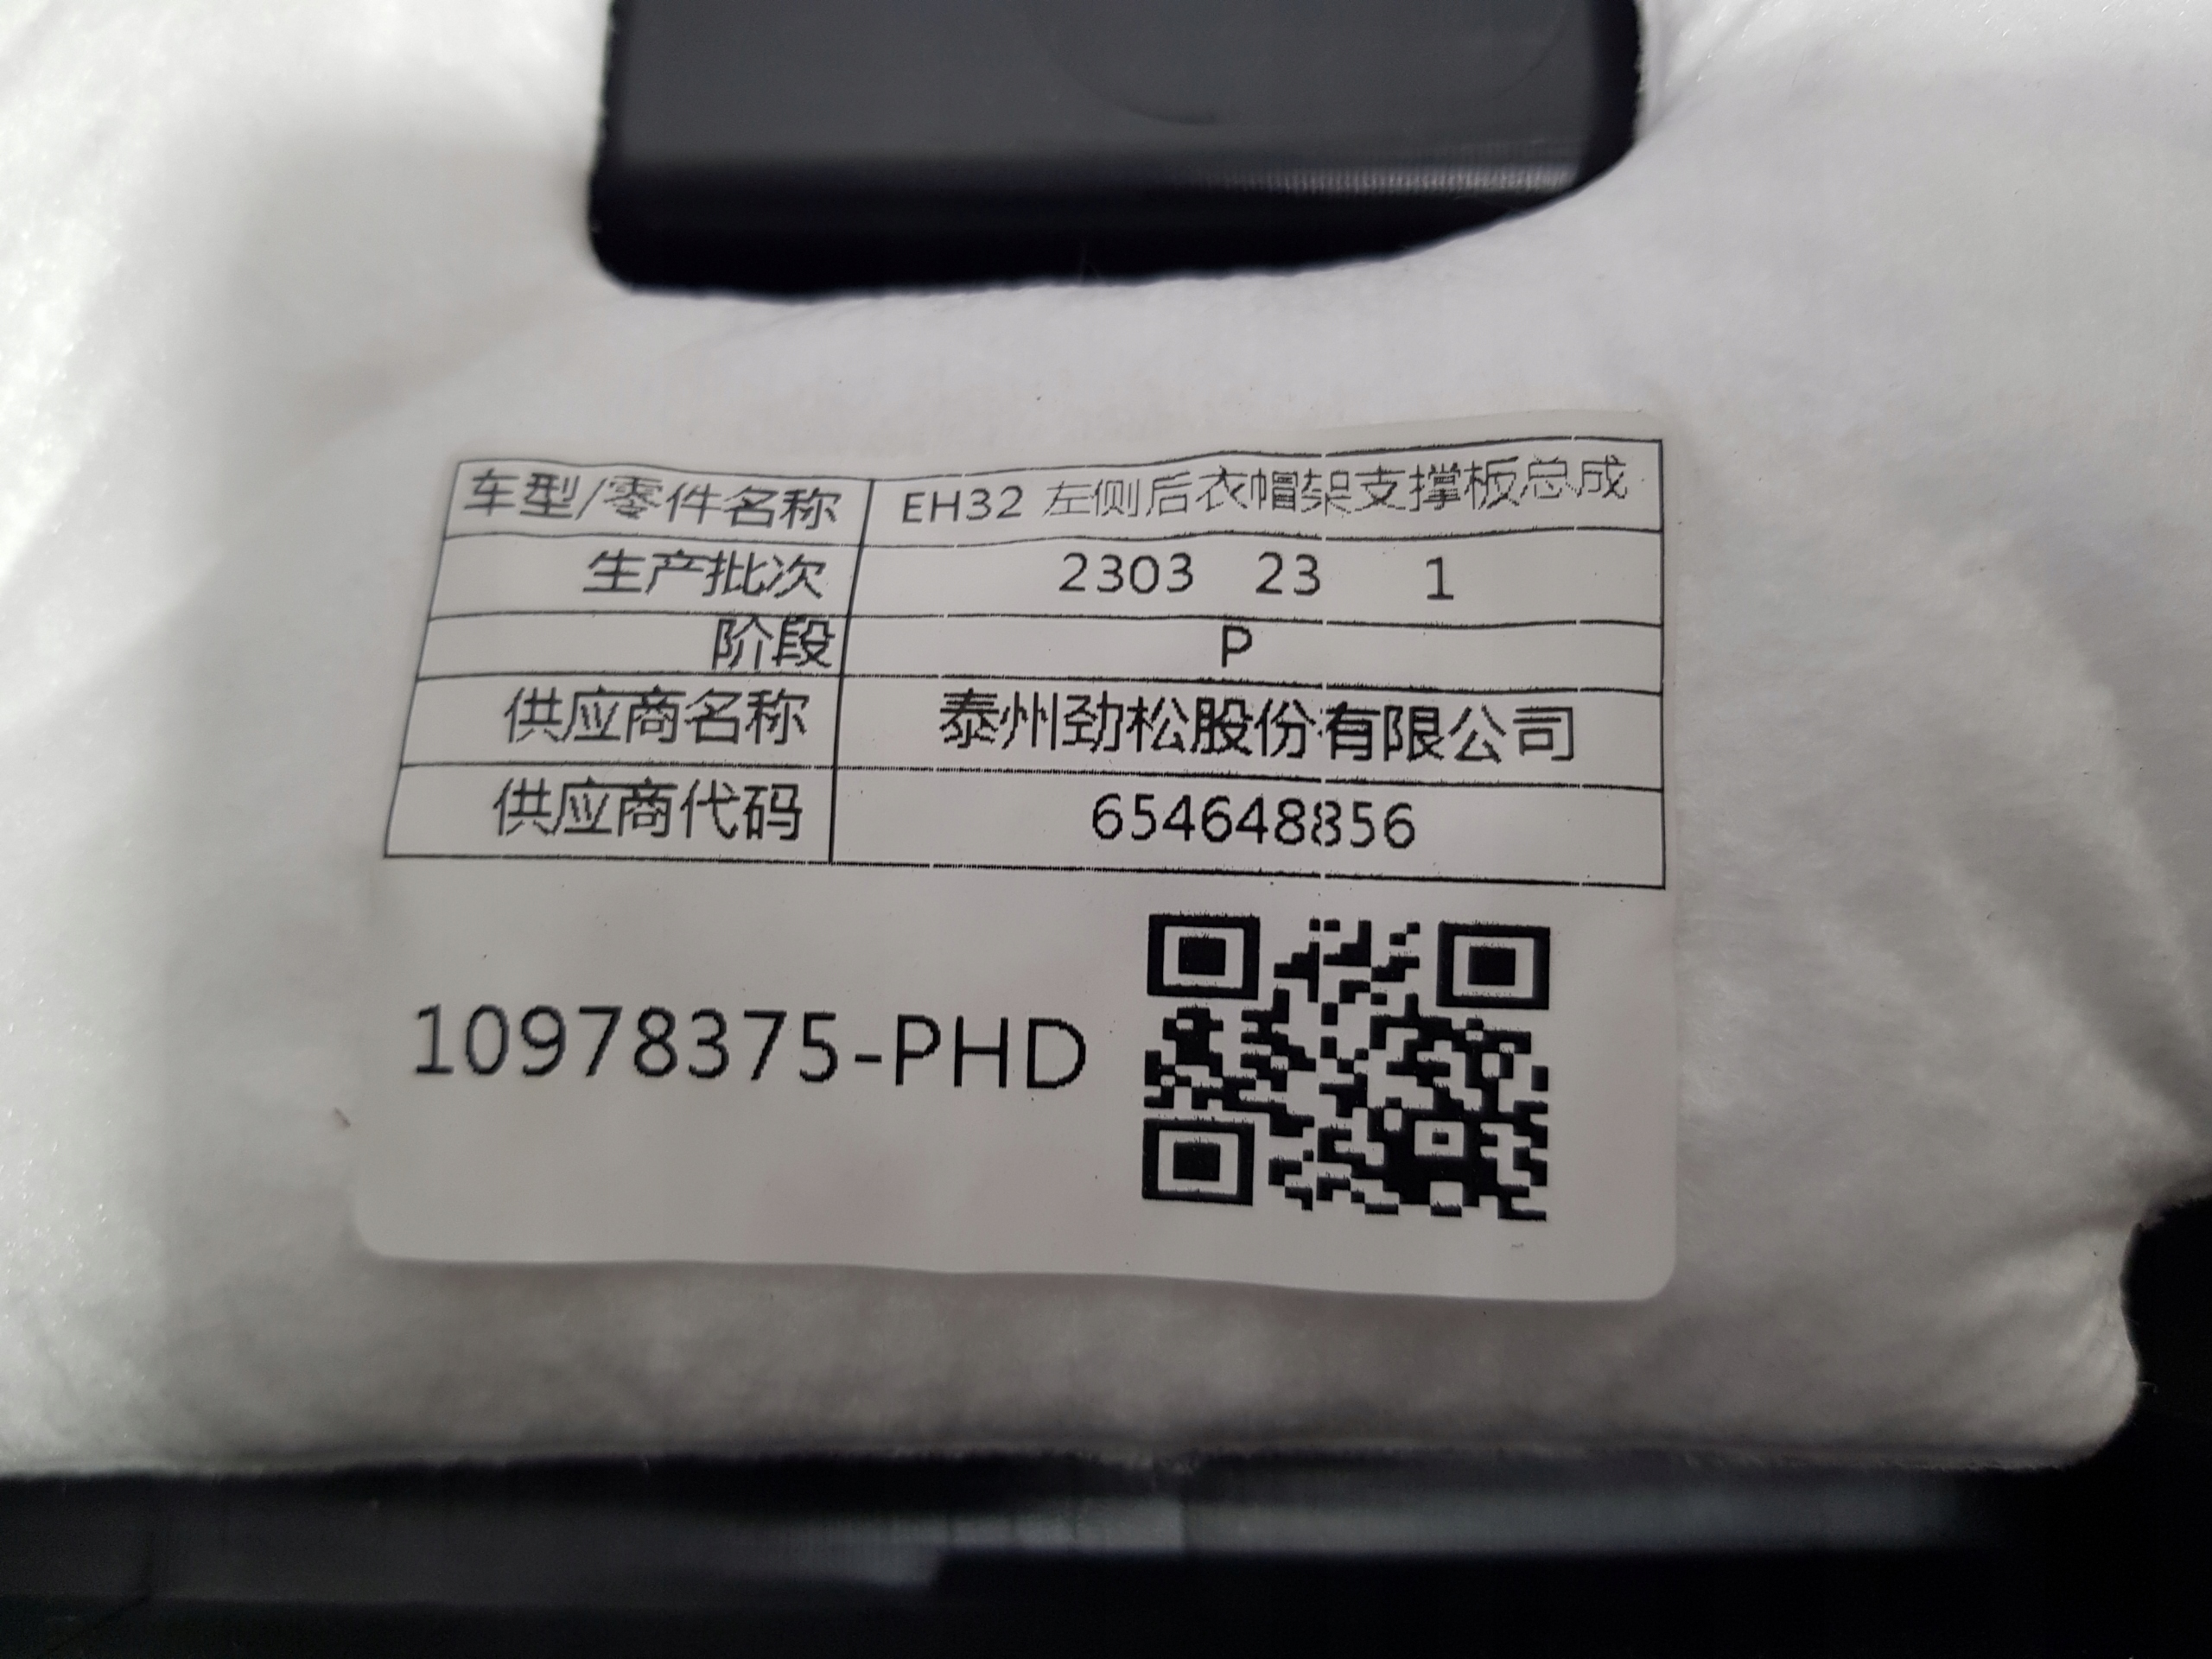 车型/零件名称 EH32 左侧后衣帽架支撑板总成
生产批次 2303 23 1
阶段 P
供应商名称 泰州劲松股份有限公司
供应商代码 654648856
10978375-PHD